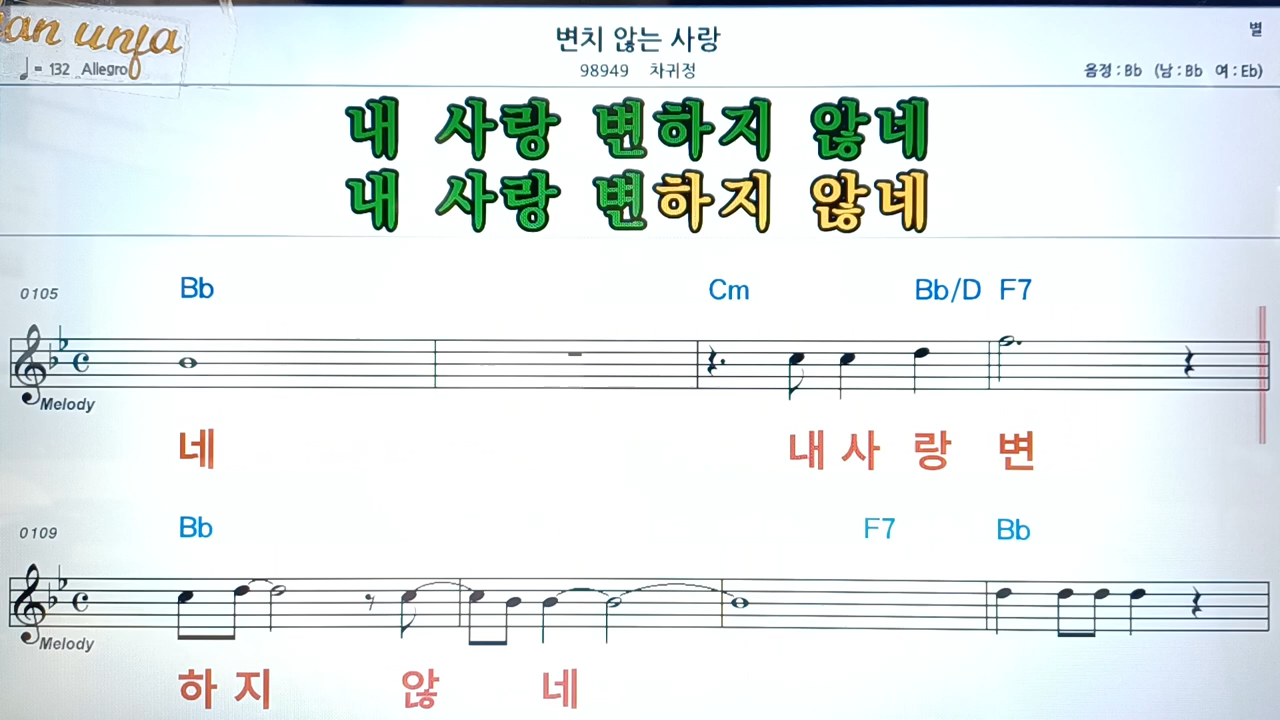 an unja
변치 않는 사랑
별
♩= 132 Allegro
98949 차귀정
음정 : Bb (남 : Bb 여 : Eb)
내 사랑 변하지 않네
내 사랑 변하지 않네
0105 Bb Cm Bb/D F7
Melody
네 내 사 랑 변
0109 Bb F7 Bb
Melody
하 지 않 네